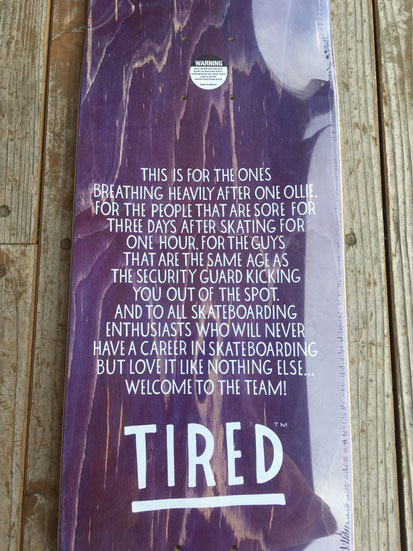 WARNING
THIS IS FOR THE ONES
BREATHING HEAVILY AFTER ONE OLLIE.
FOR THE PEOPLE THAT ARE SORE FOR
THREE DAYS AFTER SKATING FOR
ONE HOUR. FOR THE GUYS
THAT ARE THE SAME AGE AS
THE SECURITY GUARD KICKING
YOU OUT OF THE SPOT.
AND TO ALL SKATEBOARDING
ENTHUSIASTS WHO WILL NEVER
HAVE A CAREER IN SKATEBOARDING
BUT LOVE IT LIKE NOTHING ELSE...
WELCOME TO THE TEAM!
TIRED™